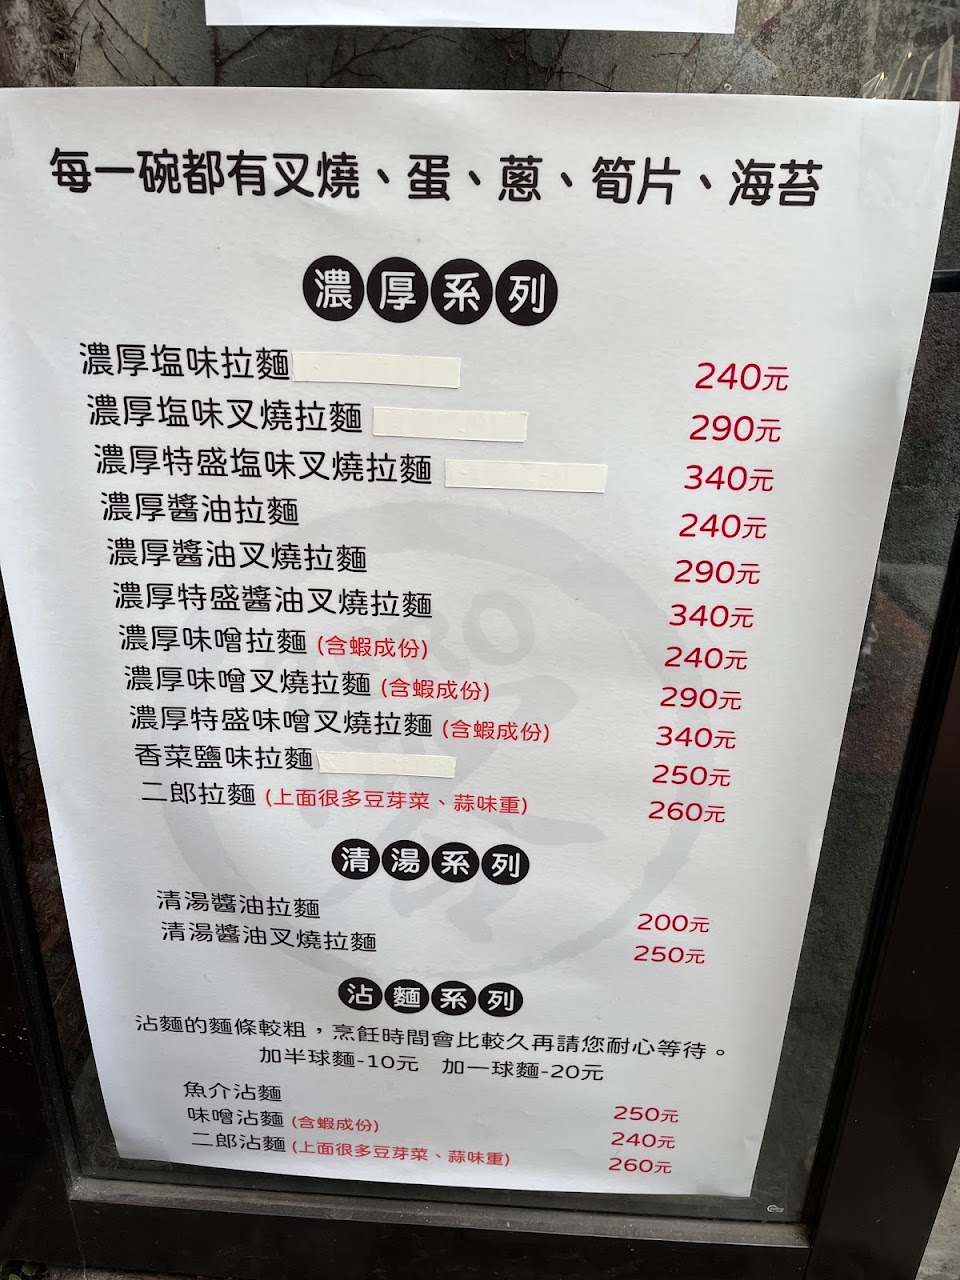 每一碗都有叉燒、蛋、蔥、筍片、海苔
濃厚系列
濃厚塩味拉麵 240元
濃厚塩味叉燒拉麵 290元
濃厚特盛塩味叉燒拉麵 340元
濃厚醬油拉麵 240元
濃厚醬油叉燒拉麵 290元
濃厚特盛醬油叉燒拉麵 340元
濃厚味噌拉麵 (含蝦成份) 240元
濃厚味噌叉燒拉麵 (含蝦成份) 290元
濃厚特盛味噌叉燒拉麵 (含蝦成份) 340元
香菜鹽味拉麵 250元
二郎拉麵 (上面很多豆芽菜、蒜味重) 260元
清湯系列
清湯醬油拉麵 200元
清湯醬油叉燒拉麵 250元
沾麵系列
沾麵的麵條較粗，烹飪時間會比較久再請您耐心等待。
加半球麵-10元 加一球麵-20元
魚介沾麵 250元
味噌沾麵 (含蝦成份) 240元
二郎沾麵 (上面很多豆芽菜、蒜味重) 260元